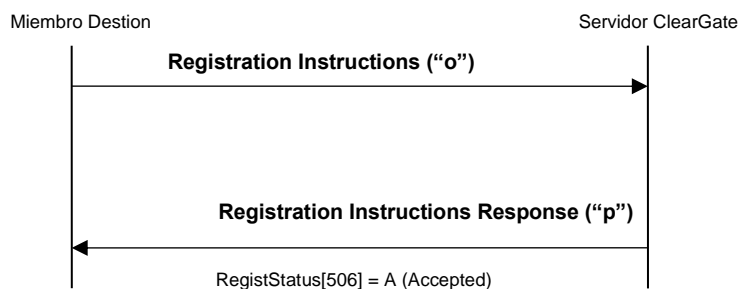 Miembro Destion
Servidor ClearGate
Registration Instructions (“o”)
Registration Instructions Response (“p”)
RegistStatus[506] = A (Accepted)